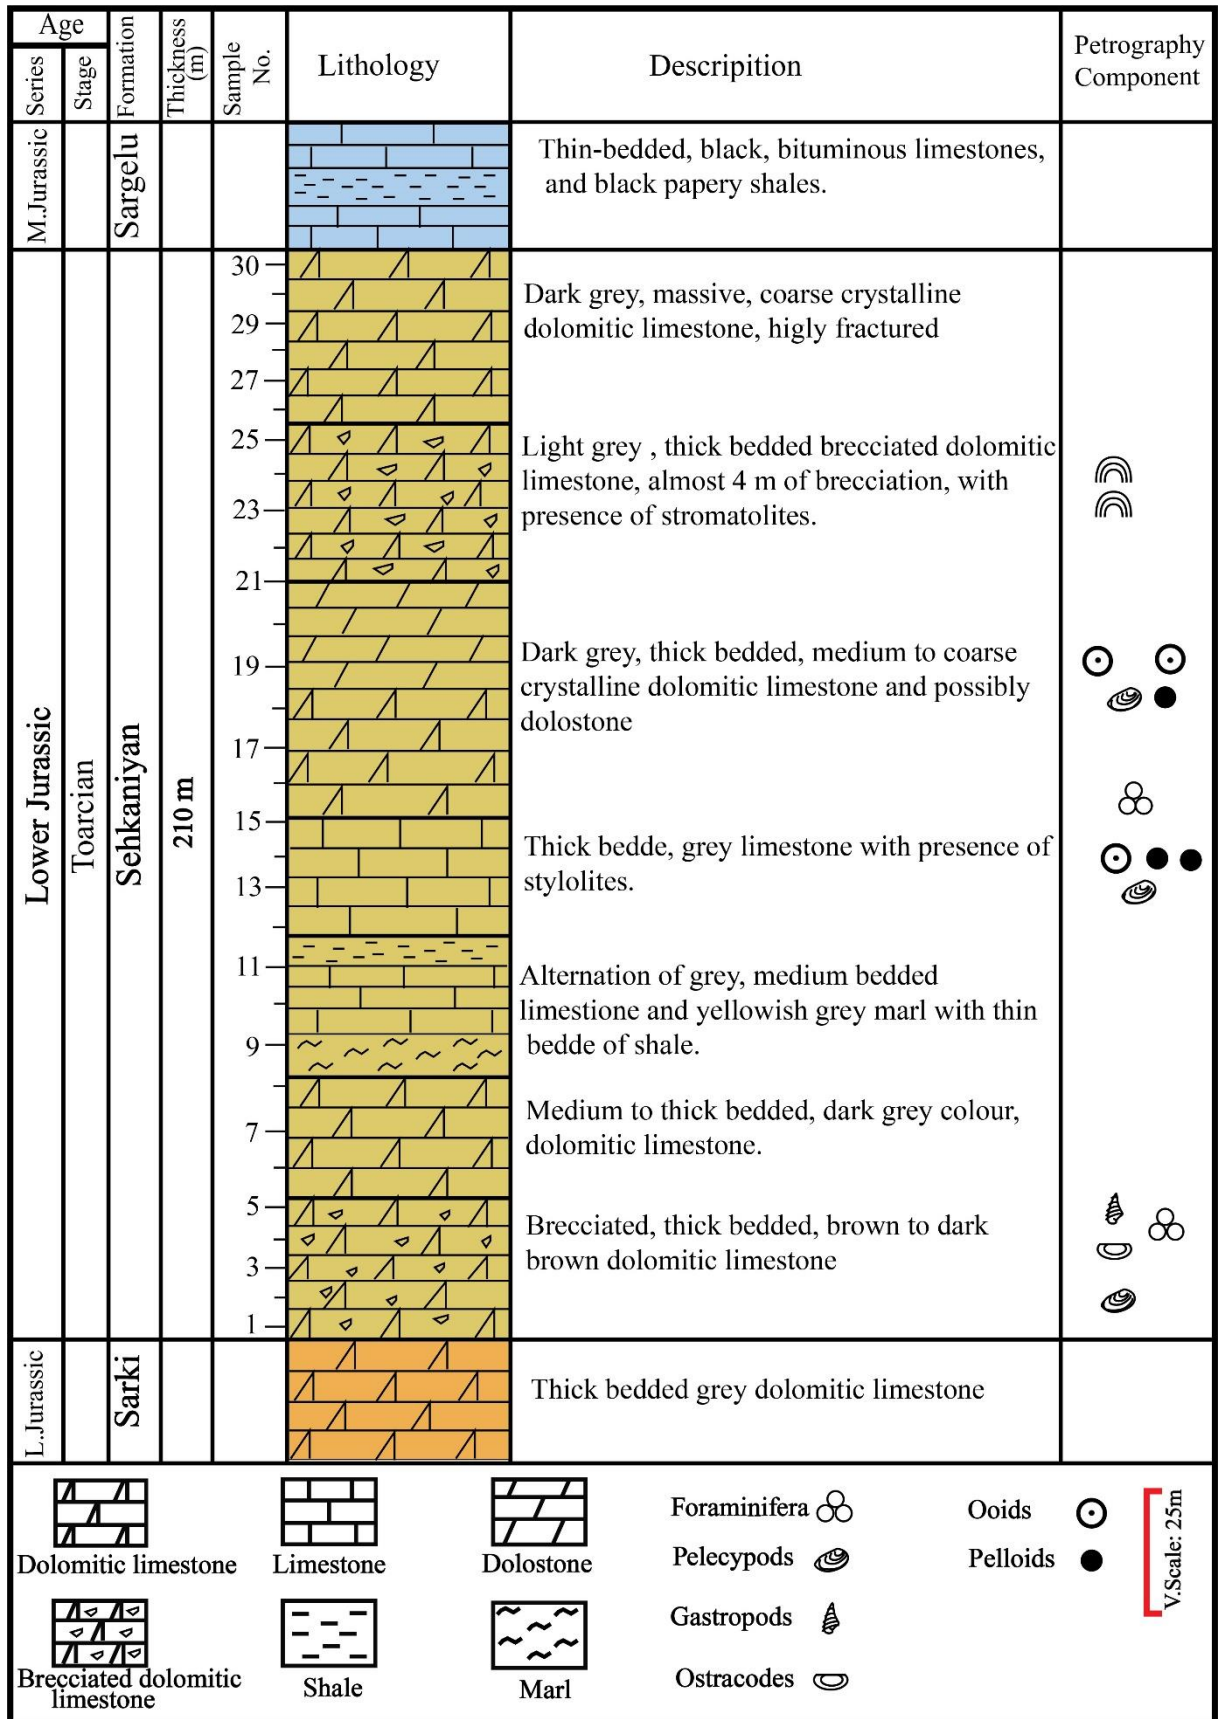 Age
Series
Stage
Formation
Thickness
(m)
Sample
No.
Lithology
Descripition
Petrography
Component
M.Jurassic
Sargelu
Thin-bedded, black, bituminous limestones,
and black papery shales.
Lower Jurassic
Toarcian
Sehkaniyan
210 m
30
29
27
25
23
21
19
17
15
13
11
9
7
5
3
1
Dark grey, massive, coarse crystalline
dolomitic limestone, higly fractured
Light grey , thick bedded brecciated dolomitic
limestone, almost 4 m of brecciation, with
presence of stromatolites.
Dark grey, thick bedded, medium to coarse
crystalline dolomitic limestone and possibly
dolostone
Thick bedde, grey limestone with presence of
stylolites.
Alternation of grey, medium bedded
limestione and yellowish grey marl with thin
bedde of shale.
Medium to thick bedded, dark grey colour,
dolomitic limestone.
Brecciated, thick bedded, brown to dark
brown dolomitic limestone
L.Jurassic
Sarki
Thick bedded grey dolomitic limestone
Dolomitic limestone
Limestone
Dolostone
Brecciated dolomitic
limestone
Shale
Marl
Foraminifera
Pelecypods
Gastropods
Ostracodes
Ooids
Pelloids
V.Scale: 25m